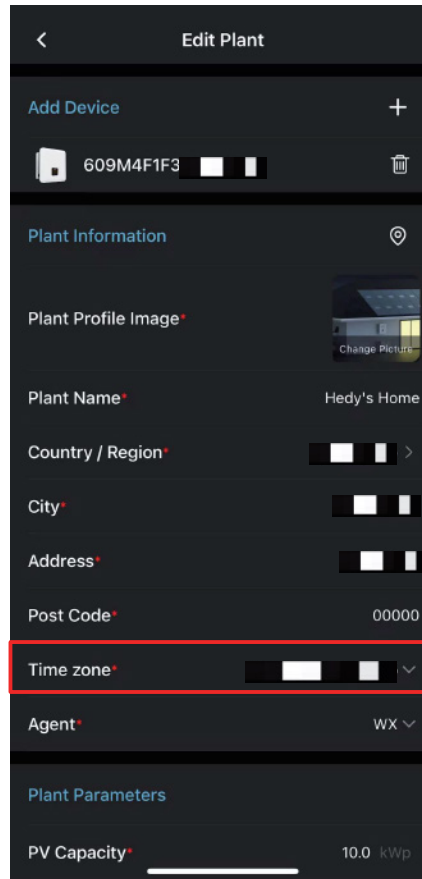 Edit Plant
Add Device +
609M4F1F3
Plant Information
Plant Profile Image*
Change Picture
Plant Name* Hedy's Home
Country / Region* >
City*
Address*
Post Code* 00000
Time zone*
Agent* WX
Plant Parameters
PV Capacity* 10.0 kWp